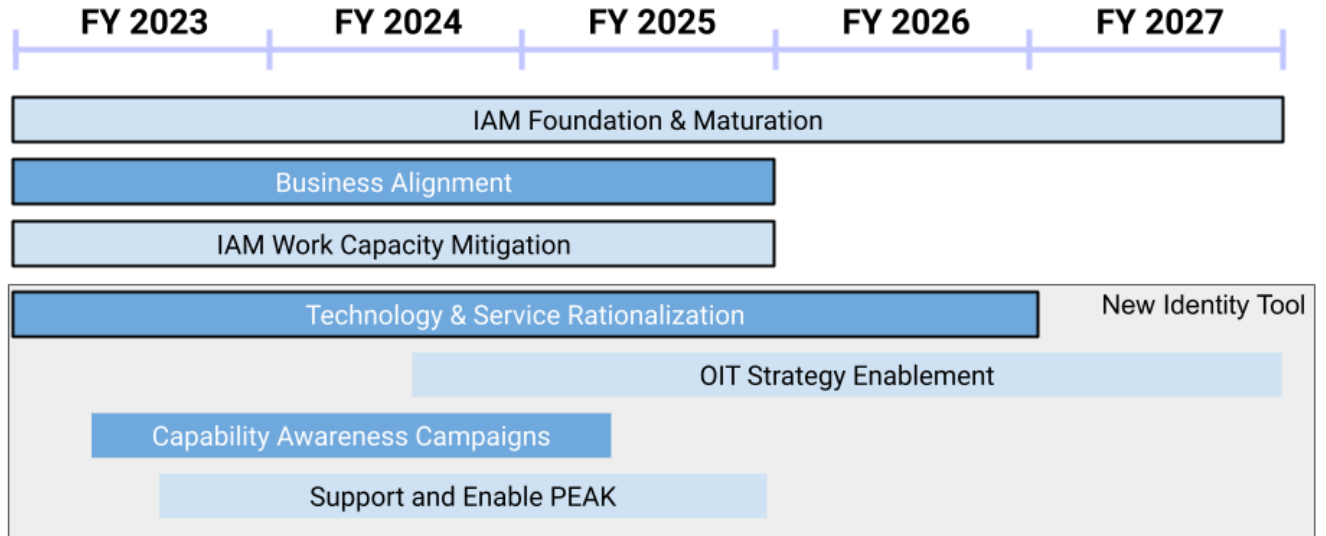 FY 2023 FY 2024 FY 2025 FY 2026 FY 2027
IAM Foundation & Maturation
Business Alignment
IAM Work Capacity Mitigation
Technology & Service Rationalization
New Identity Tool
OIT Strategy Enablement
Capability Awareness Campaigns
Support and Enable PEAK